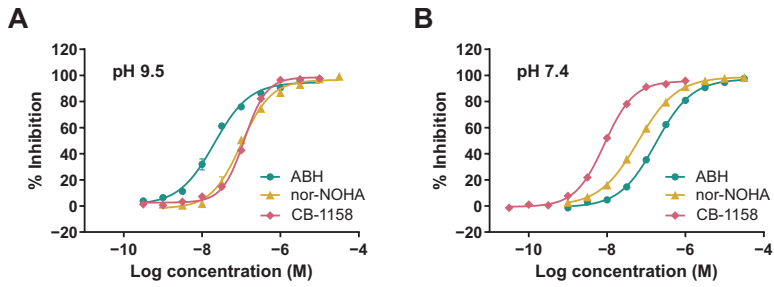 A
pH 9.5
% Inhibition
120
100
80
60
40
20
0
−20
ABH
nor-NOHA
CB-1158
−10
−8
−6
−4
Log concentration (M)
B
pH 7.4
% Inhibition
120
100
80
60
40
20
0
−20
ABH
nor-NOHA
CB-1158
−10
−8
−6
−4
Log concentration (M)